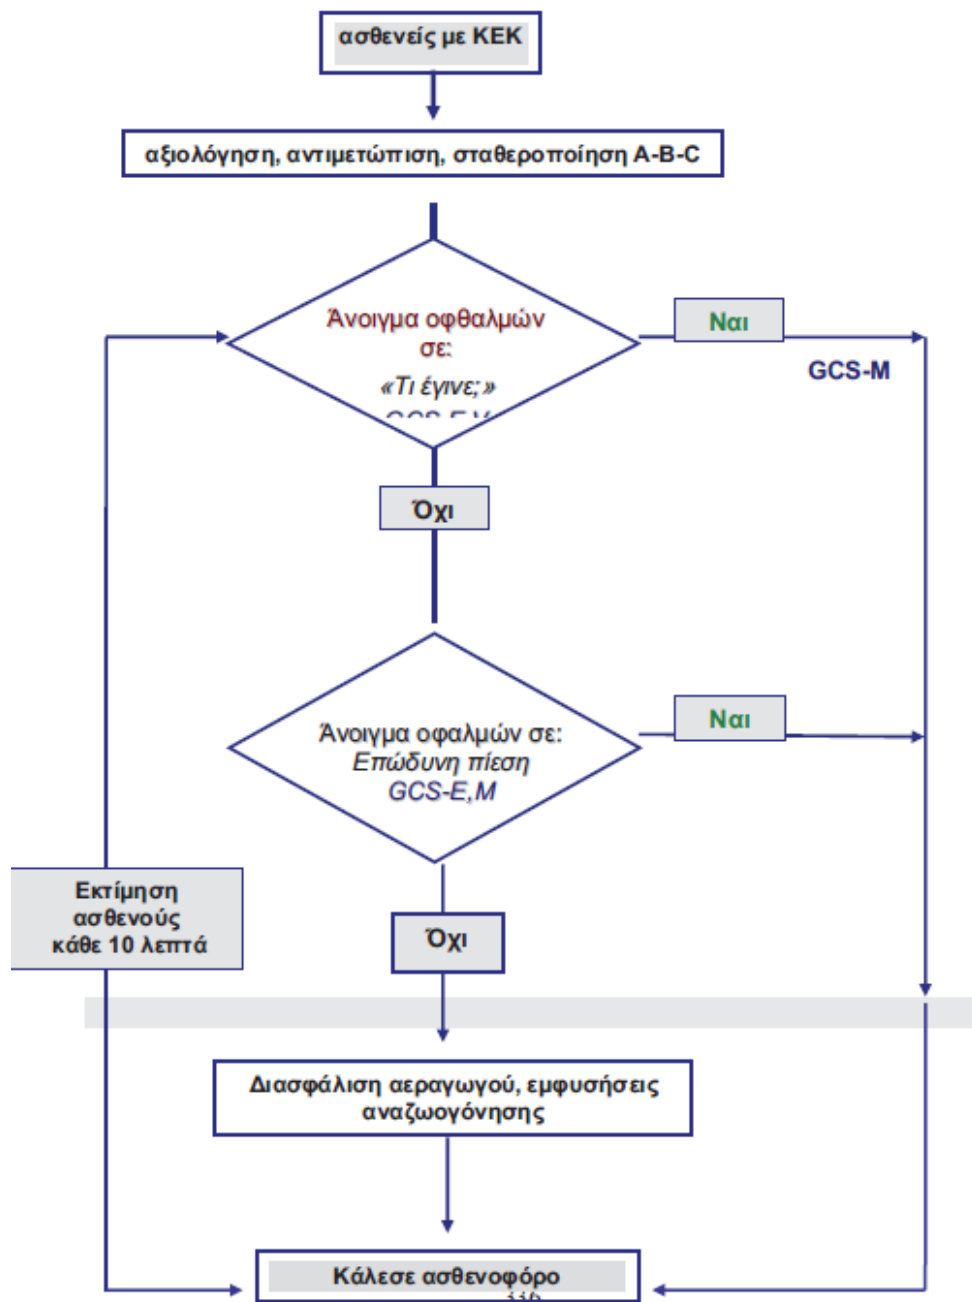 ασθενείς με ΚΕΚ
αξιολόγηση, αντιμετώπιση, σταθεροποίηση A-B-C
Άνοιγμα οφθαλμών
σε:
«Τι έγινε;»
Ναι
GCS-M
Όχι
Άνοιγμα οφαλμών σε:
Επώδυνη πίεση
GCS-E,M
Ναι
Εκτίμηση
ασθενούς
κάθε 10 λεπτά
Όχι
Διασφάλιση αεραγωγού, εμφυσήσεις
αναζωογόνησης
Κάλεσε ασθενοφόρο